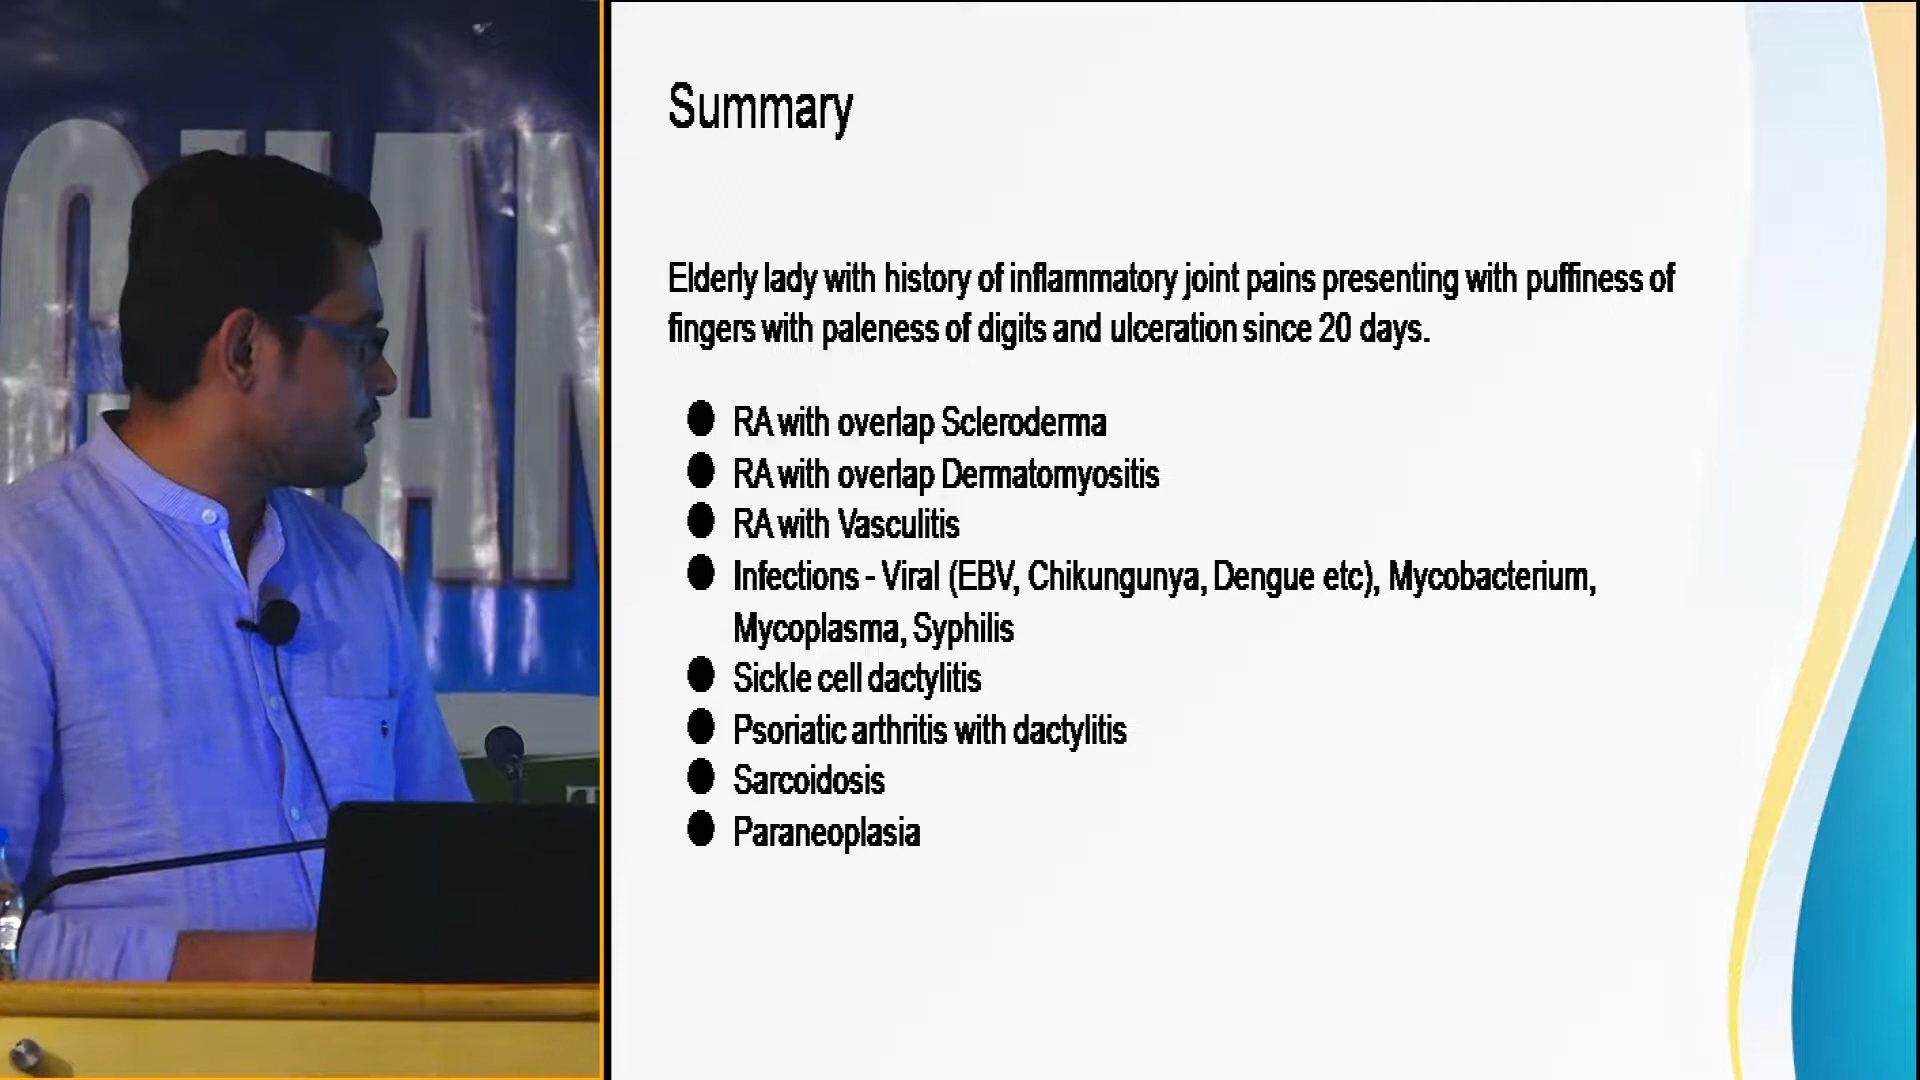 Summary
Elderly lady with history of inflammatory joint pains presenting with puffiness of
fingers with paleness of digits and ulceration since 20 days.
● RA with overlap Scleroderma
● RA with overlap Dermatomyositis
● RA with Vasculitis
● Infections - Viral (EBV, Chikungunya, Dengue etc), Mycobacterium,
Mycoplasma, Syphilis
● Sickle cell dactylitis
● Psoriatic arthritis with dactylitis
● Sarcoidosis
● Paraneoplasia